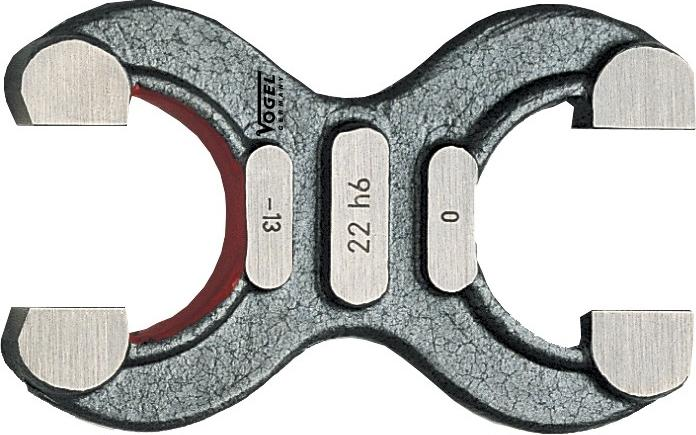 VOGEL
GERMANY
-13
22 h6
0